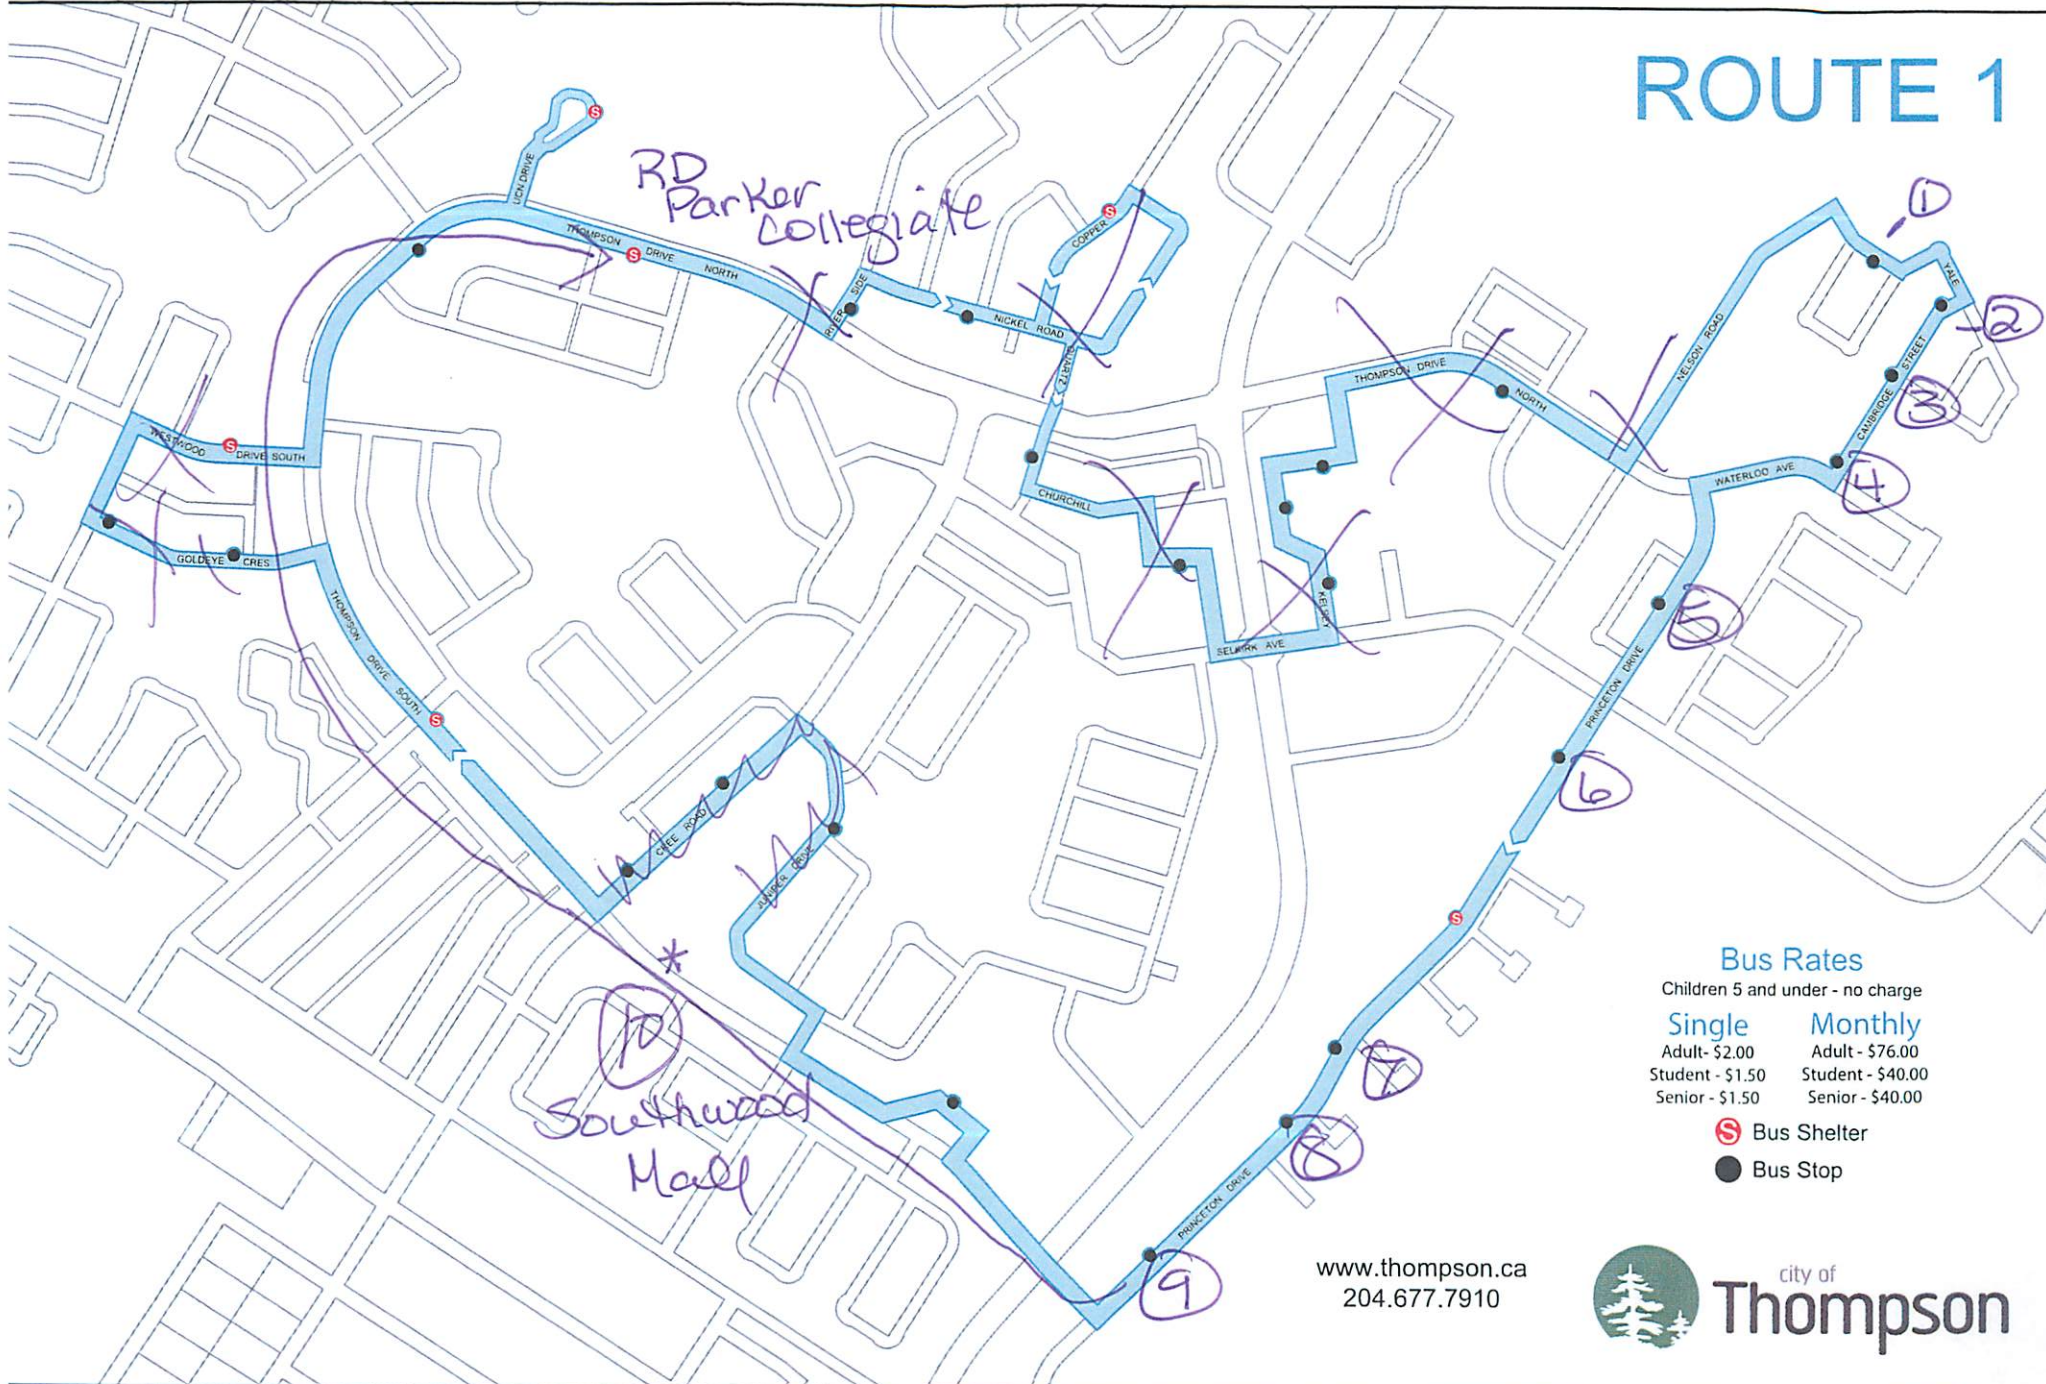 ROUTE 1
RD
Parker
Collegiate
UCN DRIVE
THOMPSON DRIVE NORTH
RIVER SIDE
NICKEL ROAD
COPPER
QUARTZ
CHURCHILL
SELKIRK AVE
KELSEY
THOMPSON DRIVE NORTH
NELSON ROAD
YALE
CAMBRIDGE STREET
WATERLOO AVE
PRINCETON DRIVE
1
2
3
4
5
6
7
8
9
PRINCETON DRIVE
WESTWOOD DRIVE SOUTH
GOLDEYE CRES
THOMPSON DRIVE SOUTH
CREE ROAD
JUNIPER DRIVE
*
10
Southwood
Mall
Bus Rates
Children 5 and under - no charge
Single Monthly
Adult- $2.00 Adult - $76.00
Student - $1.50 Student - $40.00
Senior - $1.50 Senior - $40.00
S Bus Shelter
Bus Stop
www.thompson.ca
204.677.7910
city of
Thompson